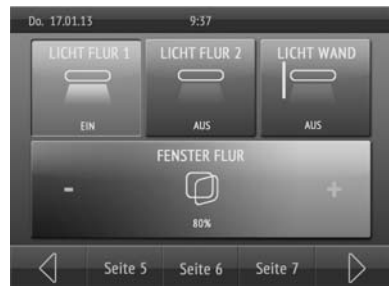 Do. 17.01.13 9:37
LICHT FLUR 1 LICHT FLUR 2 LICHT WAND
EIN AUS AUS
FENSTER FLUR
- +
80%
Seite 5 Seite 6 Seite 7